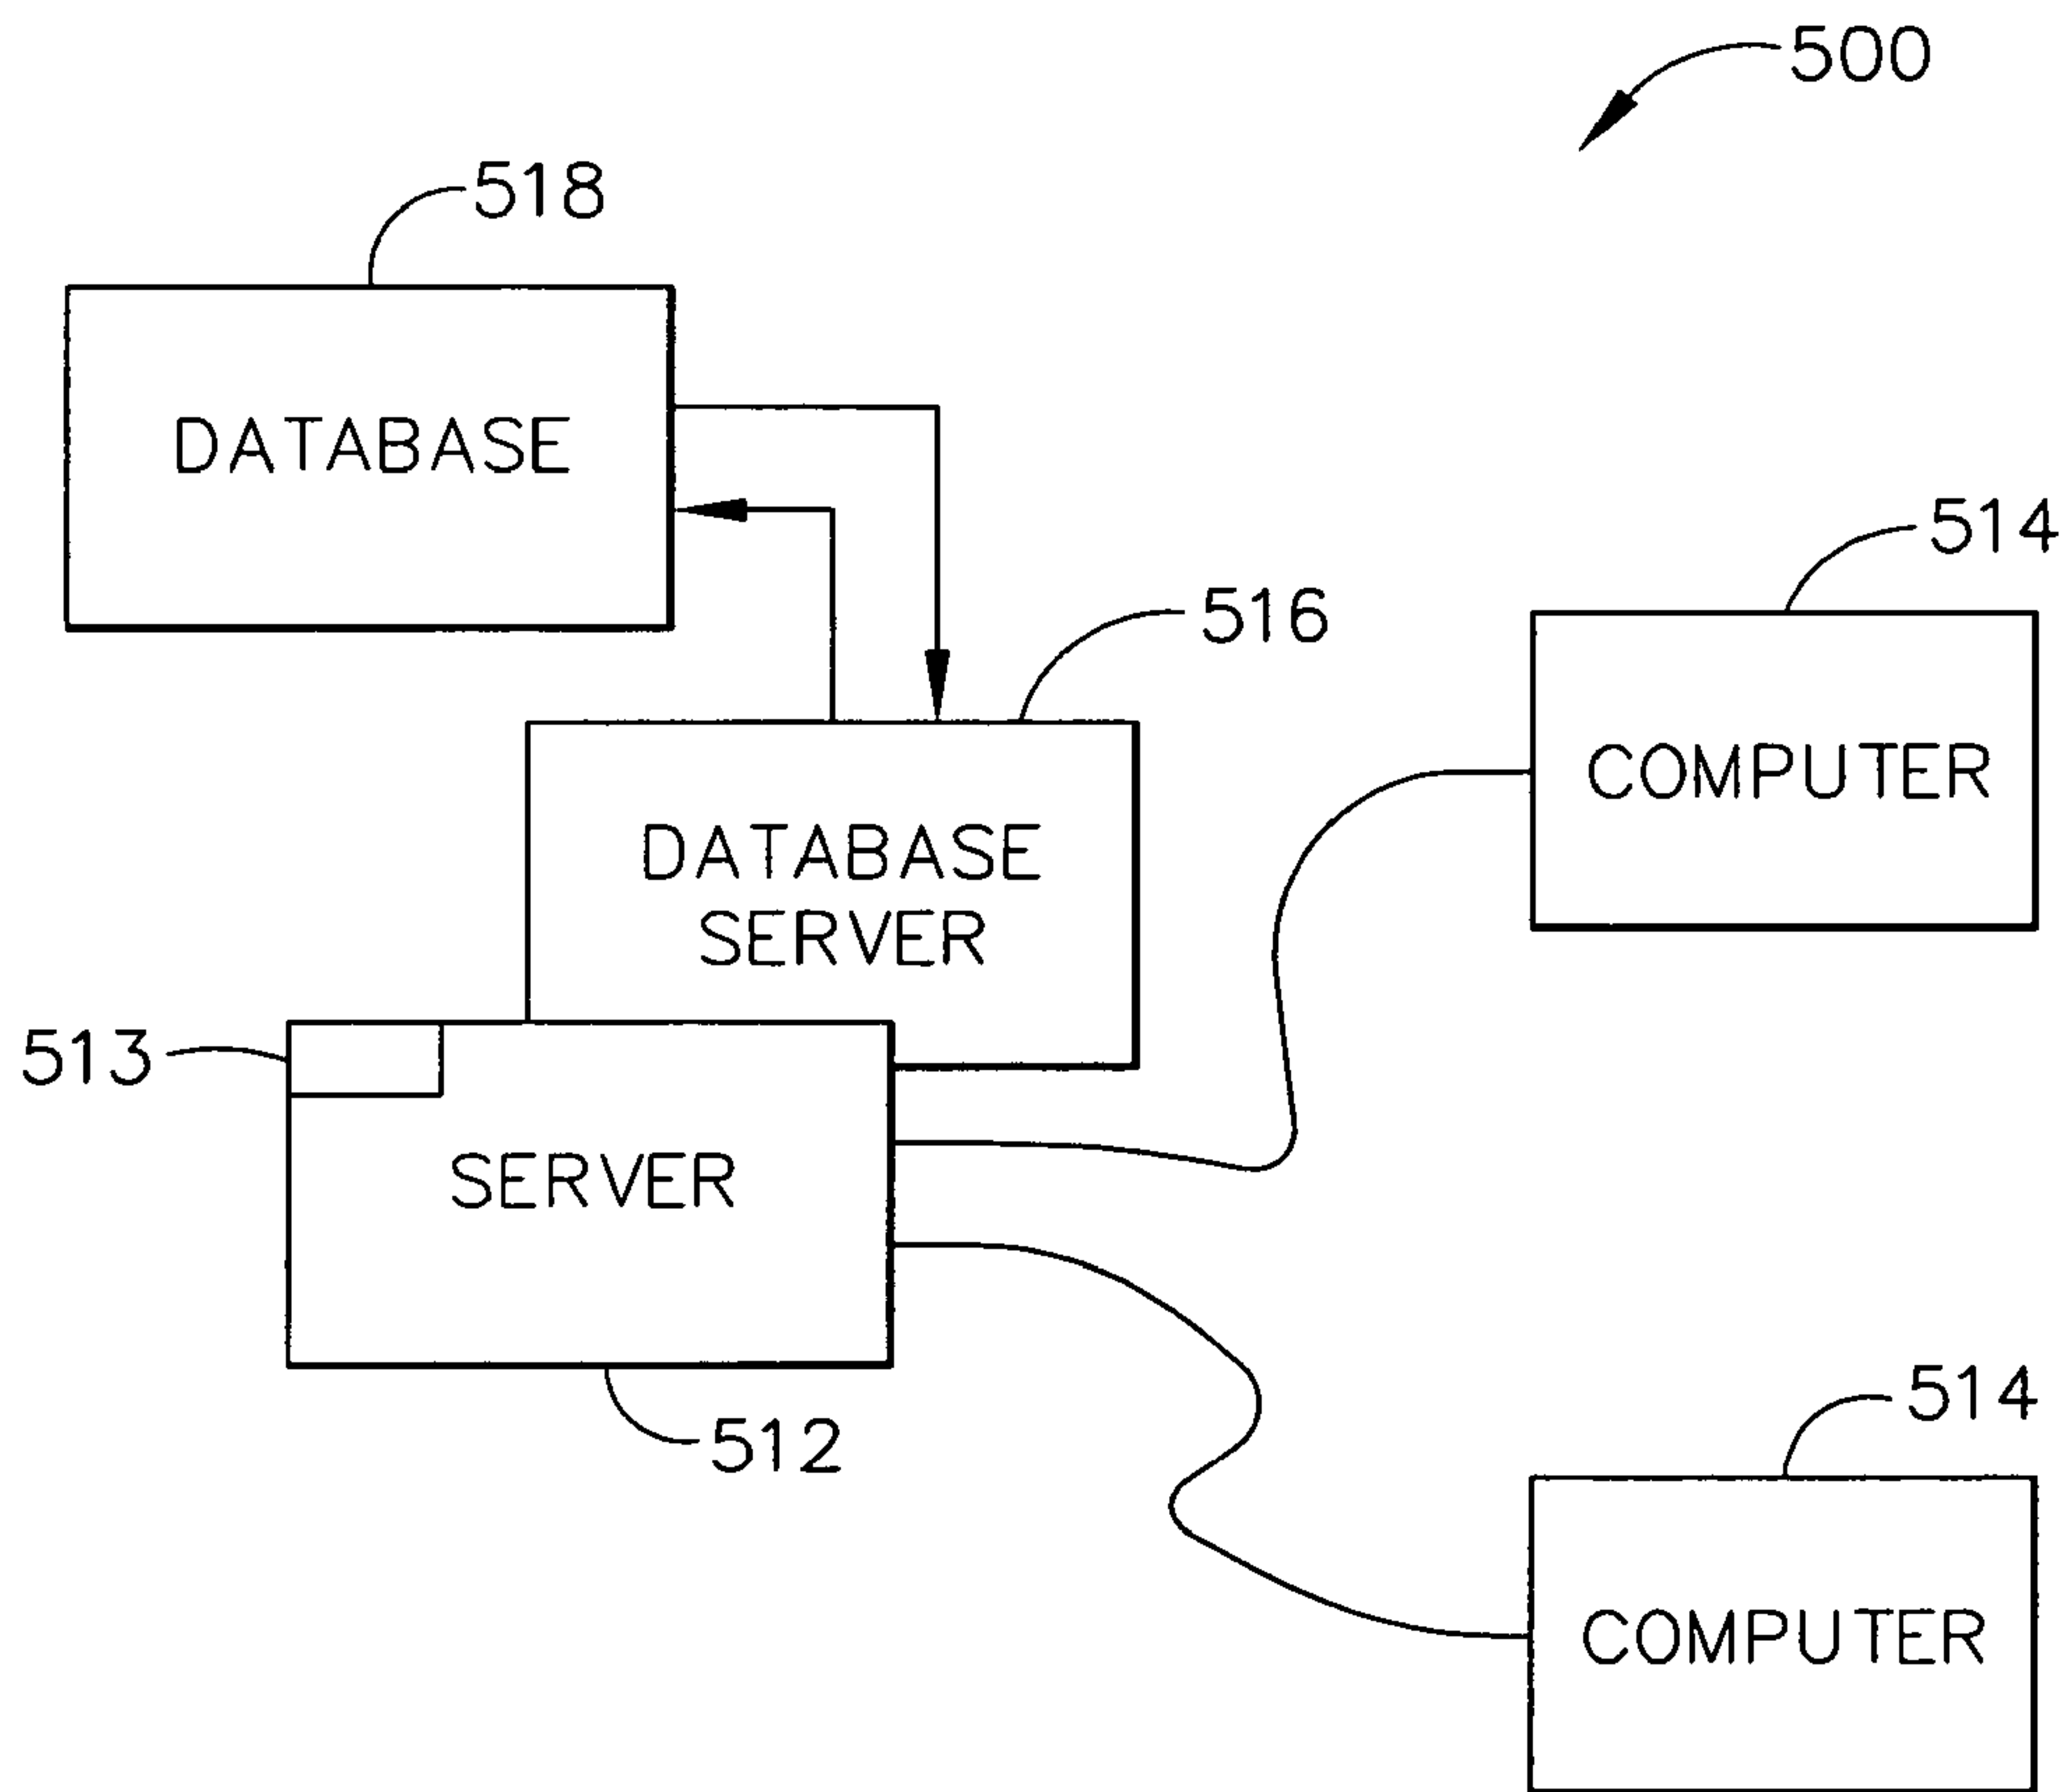 500
518
DATABASE
514
516
COMPUTER
DATABASE
SERVER
513
SERVER
514
512
COMPUTER